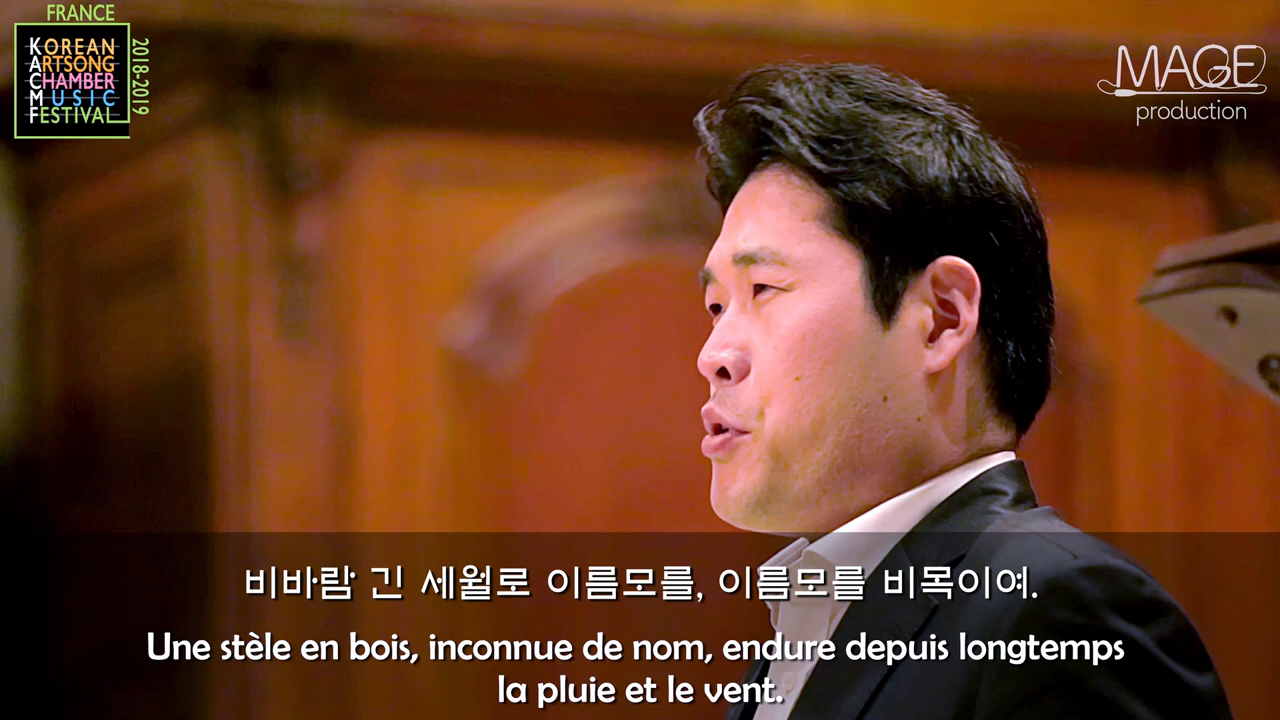 FRANCE
KOREAN
ARTSONG
CHAMBER
MUSIC
FESTIVAL
2018-2019
MAGE
production
비바람 긴 세월로 이름모를, 이름모를 비목이여.
Une stèle en bois, inconnue de nom, endure depuis longtemps
la pluie et le vent.